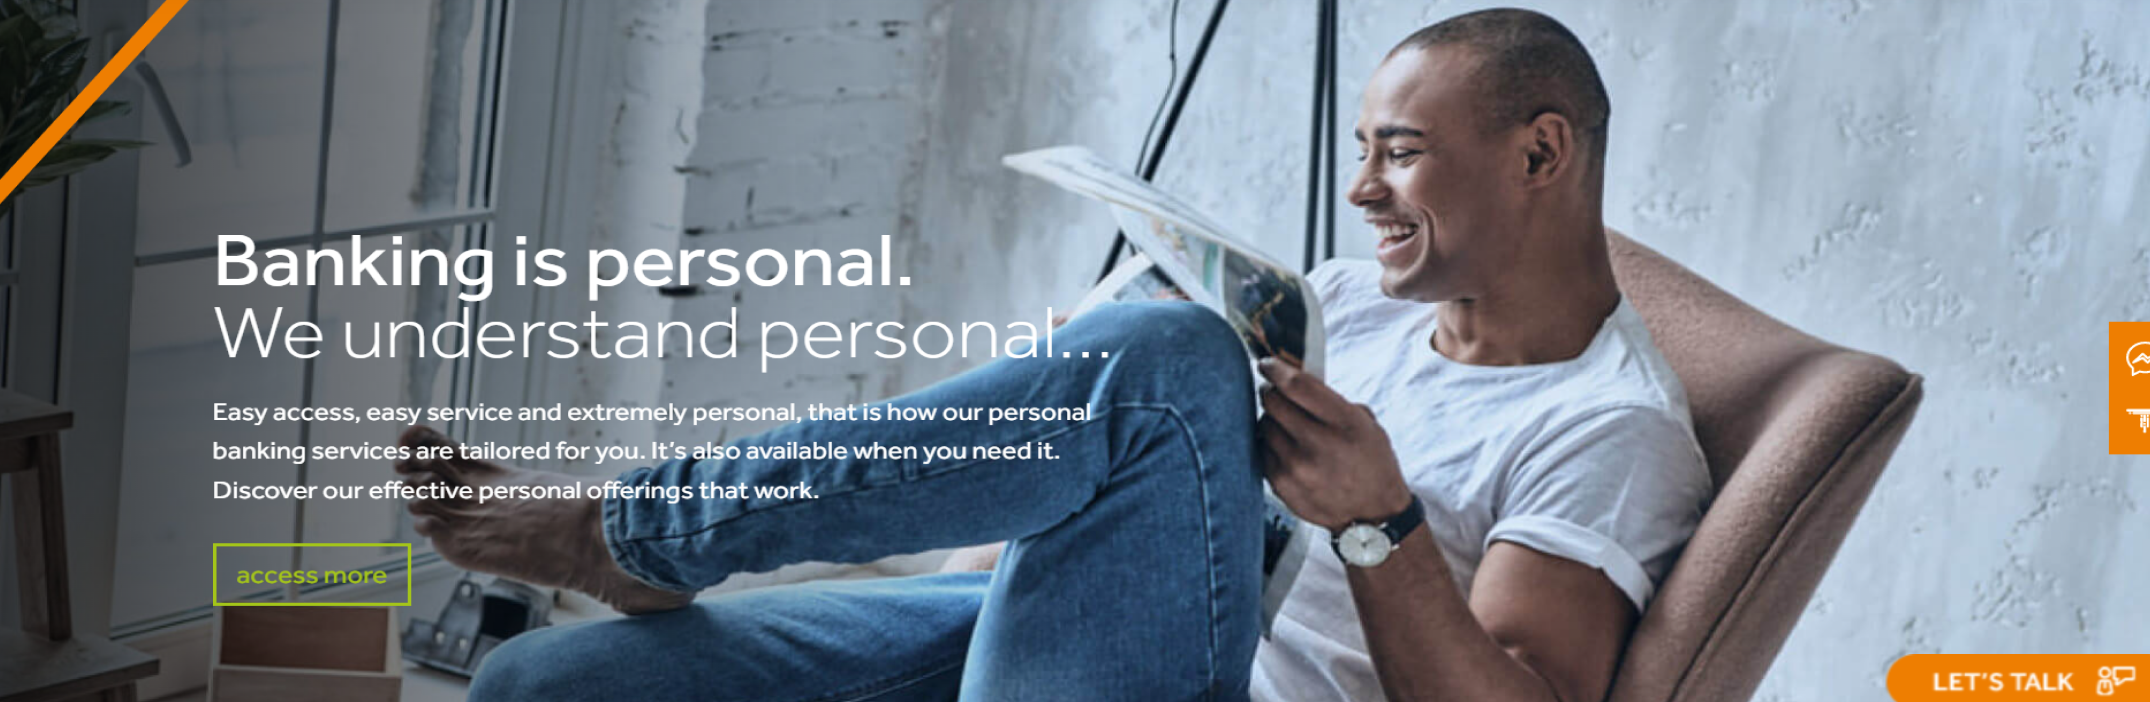 Banking is personal.
We understand personal...
Easy access, easy service and extremely personal, that is how our personal
banking services are tailored for you. It’s also available when you need it.
Discover our effective personal offerings that work.
access more
LET’S TALK